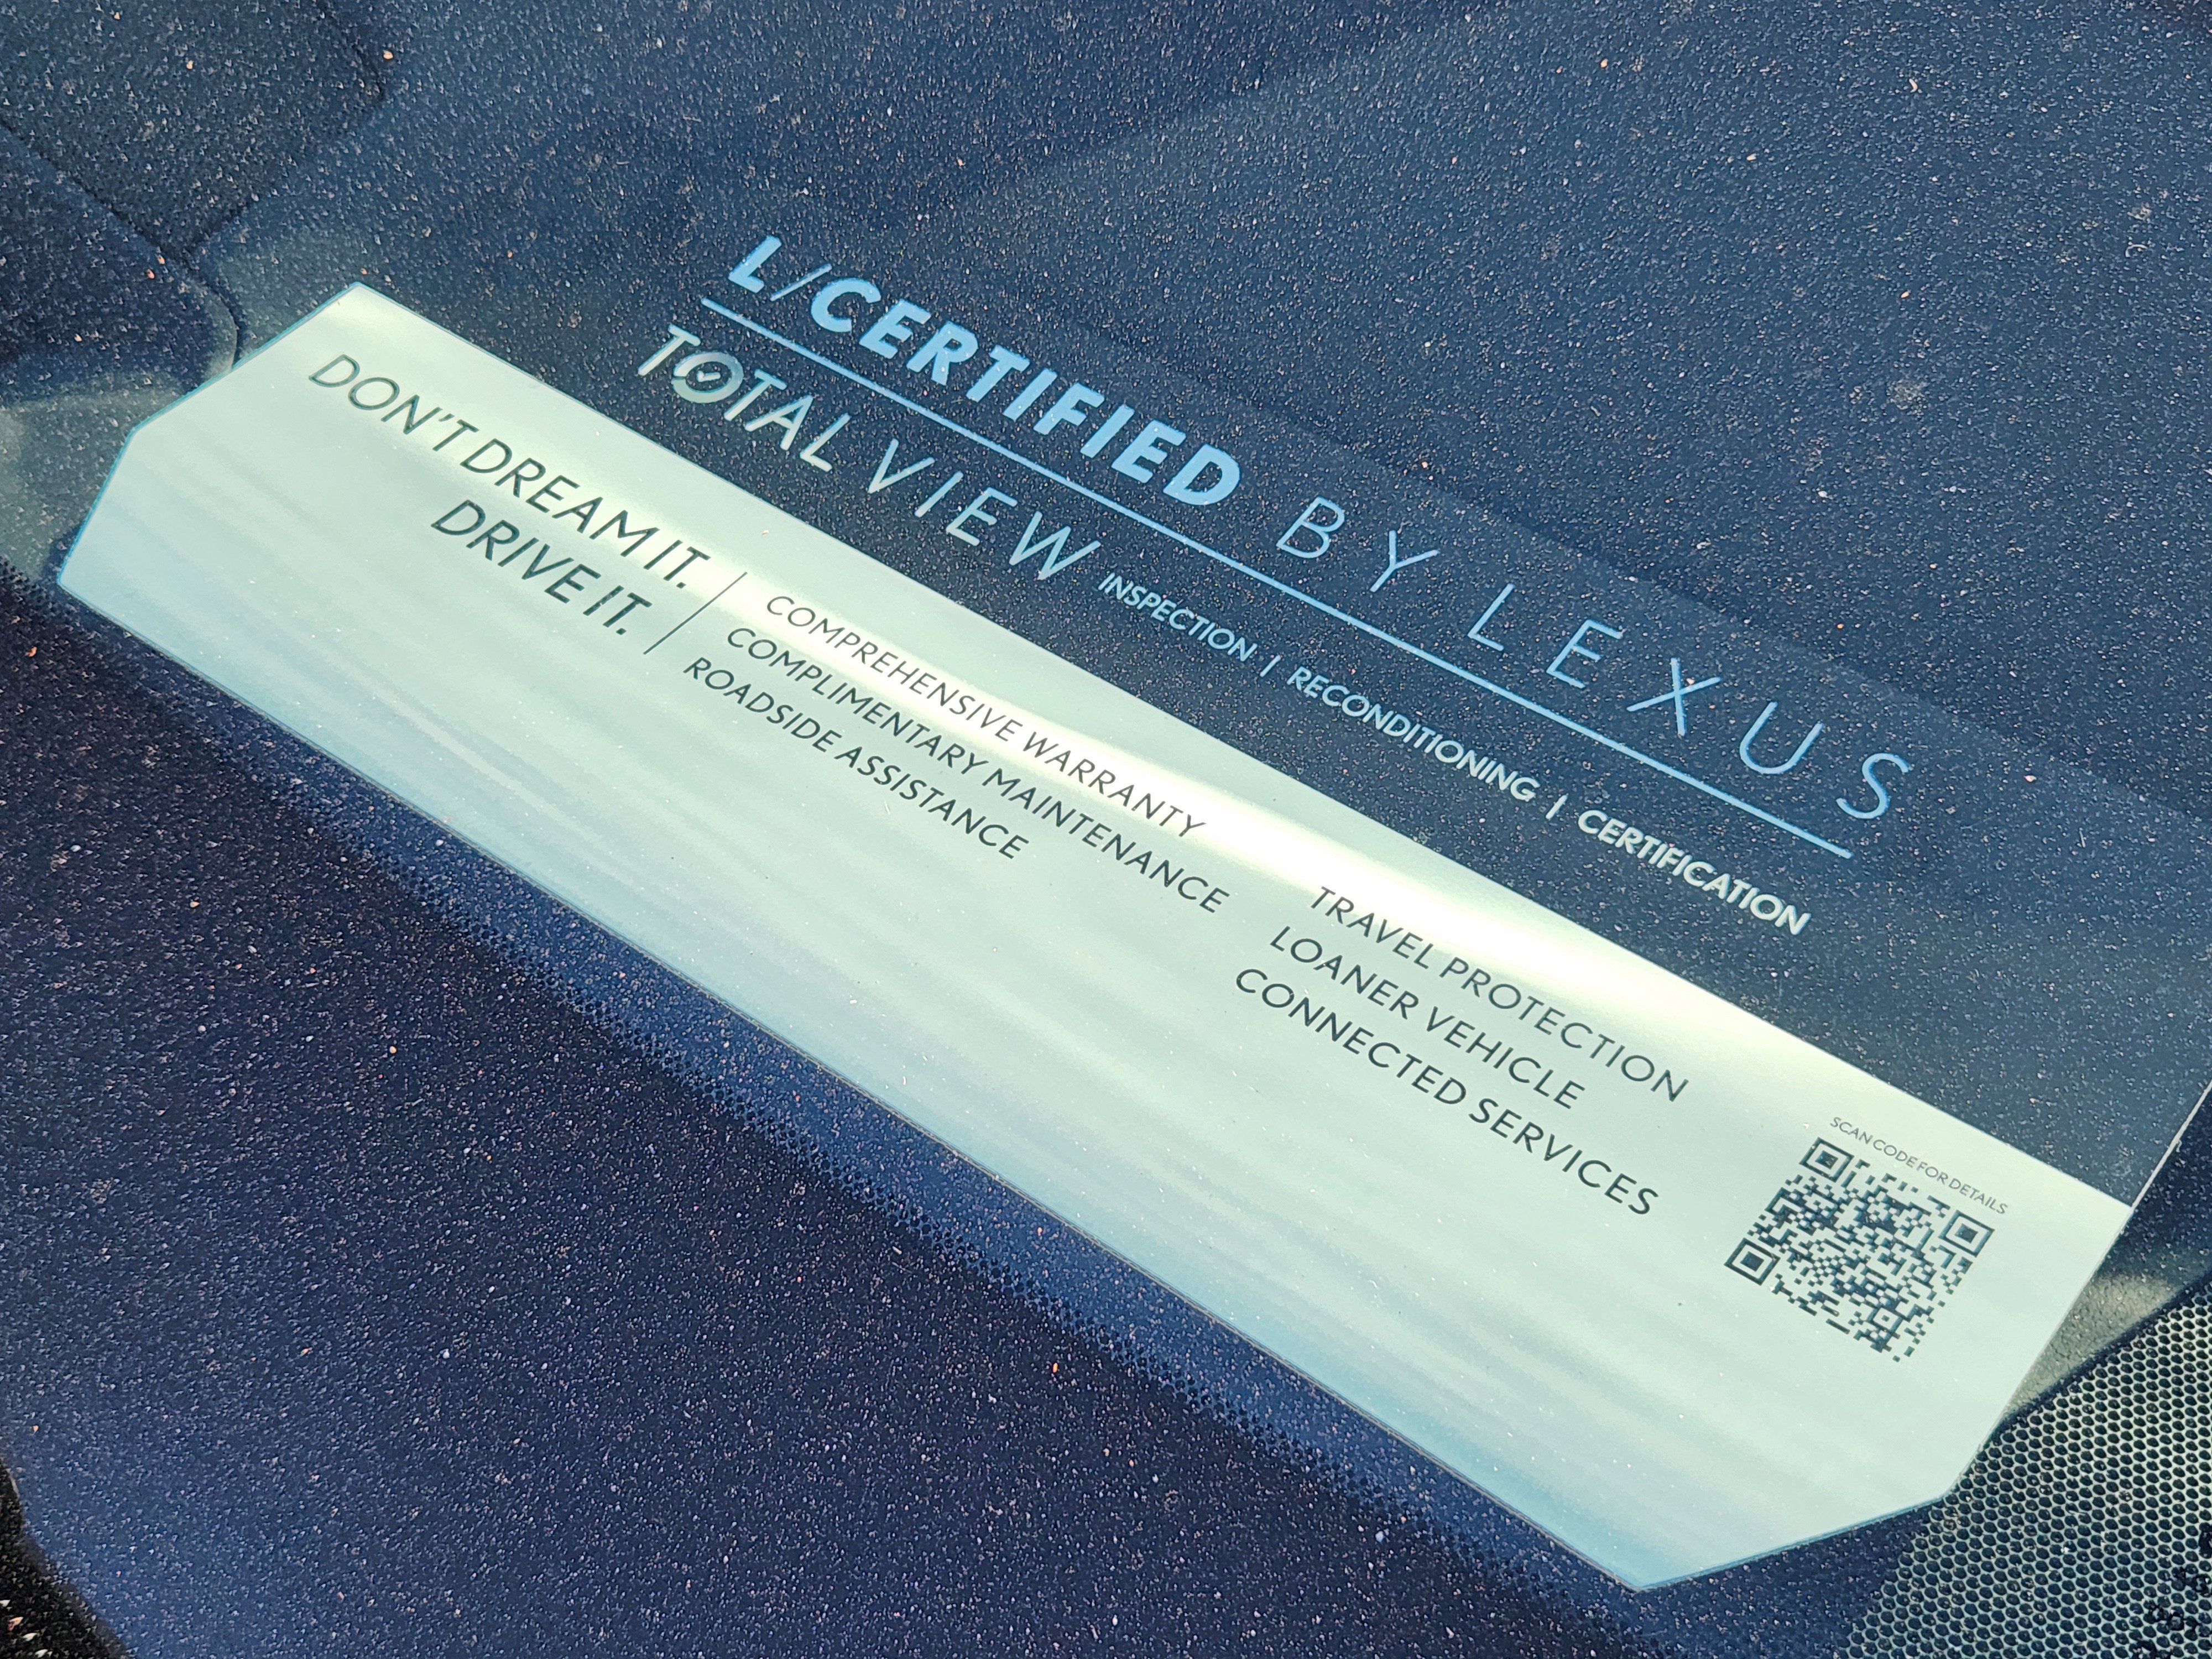 L/CERTIFIED BY LEXUS
TOTAL VIEW INSPECTION | RECONDITIONING | CERTIFICATION
DON'T DREAM IT.
DRIVE IT.
COMPREHENSIVE WARRANTY
COMPLIMENTARY MAINTENANCE
ROADSIDE ASSISTANCE
TRAVEL PROTECTION
LOANER VEHICLE
CONNECTED SERVICES
SCAN CODE FOR DETAILS